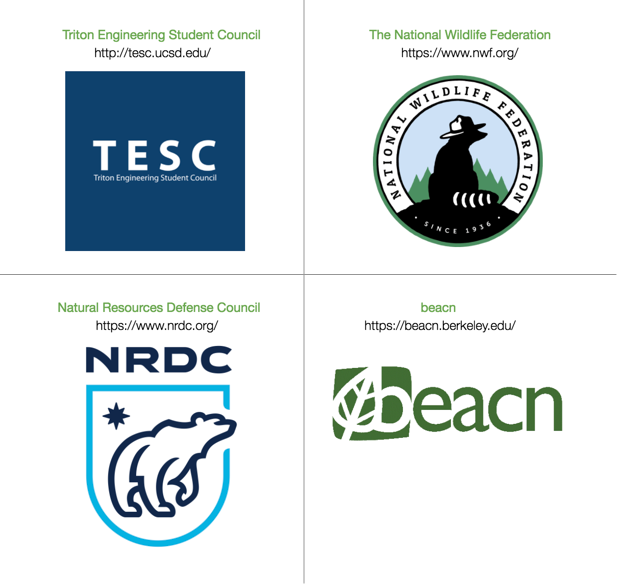 Triton Engineering Student Council
http://tesc.ucsd.edu/
TESC
Triton Engineering Student Council
The National Wildlife Federation
https://www.nwf.org/
NATIONAL WILDLIFE FEDERATION
• SINCE 1936 •
Natural Resources Defense Council
https://www.nrdc.org/
NRDC
beacn
https://beacn.berkeley.edu/
beacn